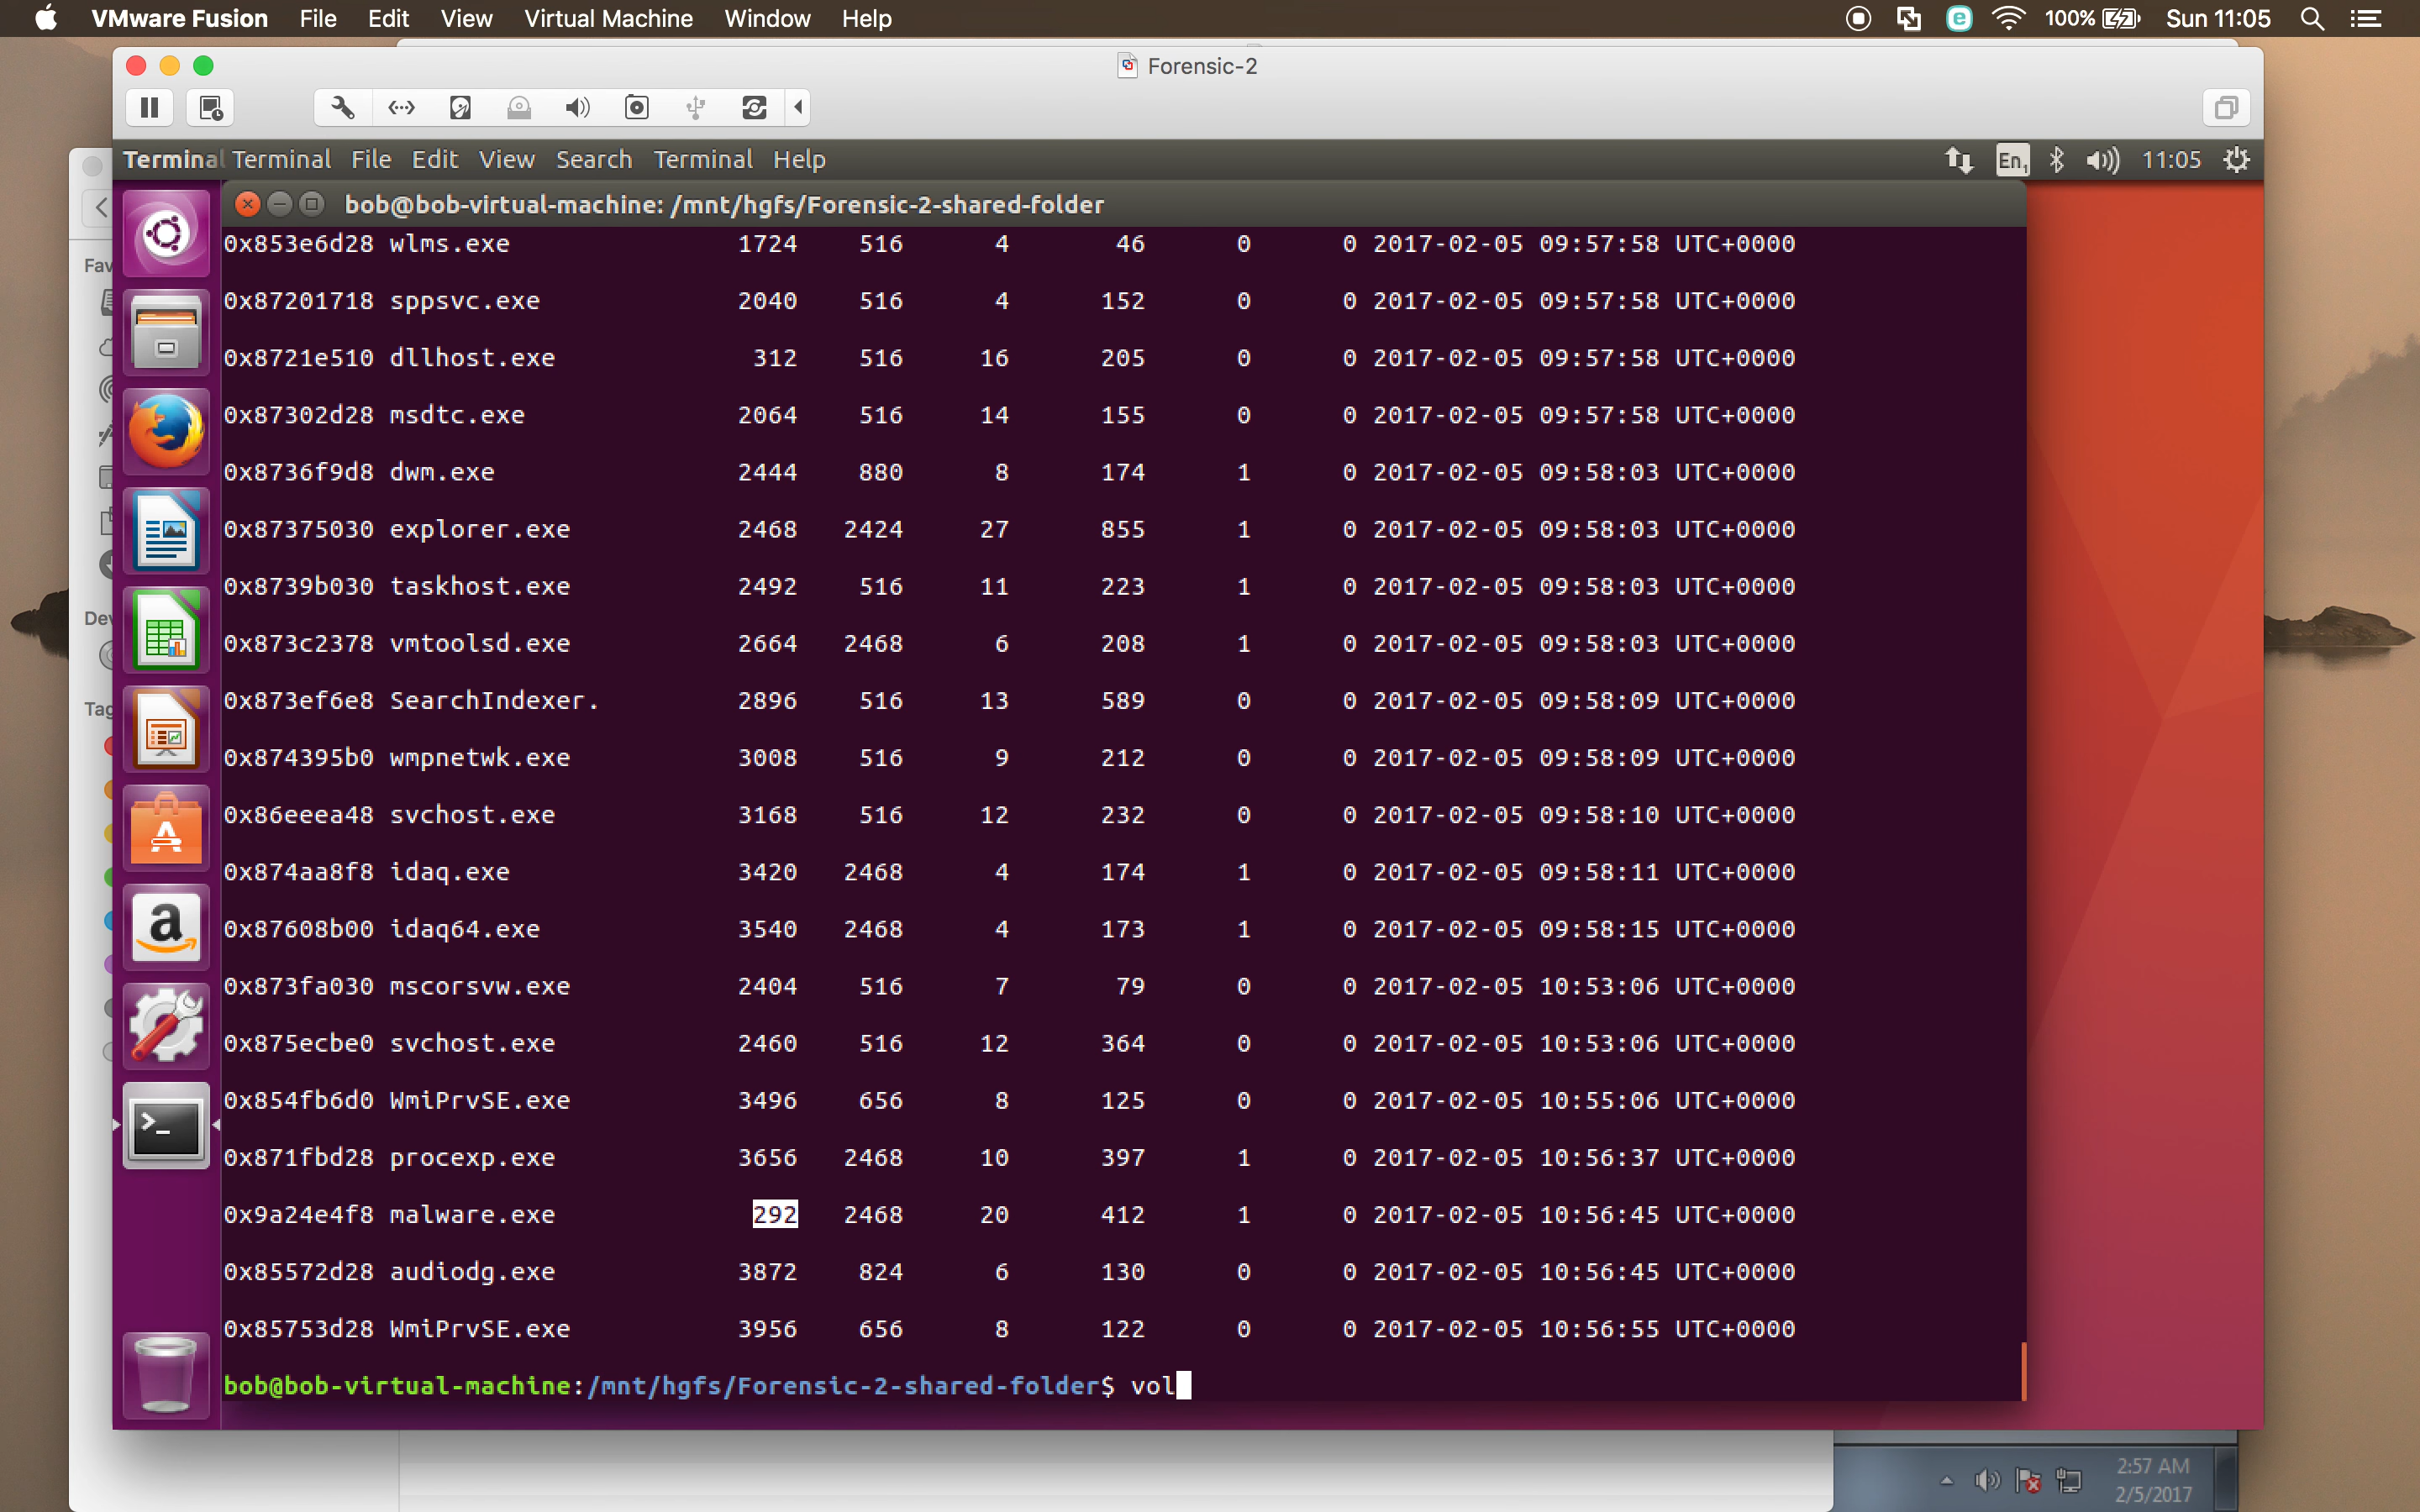 VMware Fusion File Edit View Virtual Machine Window Help 100% Sun 11:05
Forensic-2
Terminal Terminal File Edit View Search Terminal Help En1 11:05
bob@bob-virtual-machine: /mnt/hgfs/Forensic-2-shared-folder
Fav
Dev
Tag
0x853e6d28 wlms.exe 1724 516 4 46 0 0 2017-02-05 09:57:58 UTC+0000
0x87201718 sppsvc.exe 2040 516 4 152 0 0 2017-02-05 09:57:58 UTC+0000
0x8721e510 dllhost.exe 312 516 16 205 0 0 2017-02-05 09:57:58 UTC+0000
0x87302d28 msdtc.exe 2064 516 14 155 0 0 2017-02-05 09:57:58 UTC+0000
0x8736f9d8 dwm.exe 2444 880 8 174 1 0 2017-02-05 09:58:03 UTC+0000
0x87375030 explorer.exe 2468 2424 27 855 1 0 2017-02-05 09:58:03 UTC+0000
0x8739b030 taskhost.exe 2492 516 11 223 1 0 2017-02-05 09:58:03 UTC+0000
0x873c2378 vmtoolsd.exe 2664 2468 6 208 1 0 2017-02-05 09:58:03 UTC+0000
0x873ef6e8 SearchIndexer. 2896 516 13 589 0 0 2017-02-05 09:58:09 UTC+0000
0x874395b0 wmpnetwk.exe 3008 516 9 212 0 0 2017-02-05 09:58:09 UTC+0000
0x86eeea48 svchost.exe 3168 516 12 232 0 0 2017-02-05 09:58:10 UTC+0000
0x874aa8f8 idaq.exe 3420 2468 4 174 1 0 2017-02-05 09:58:11 UTC+0000
0x87608b00 idaq64.exe 3540 2468 4 173 1 0 2017-02-05 09:58:15 UTC+0000
0x873fa030 mscorsvw.exe 2404 516 7 79 0 0 2017-02-05 10:53:06 UTC+0000
0x875ecbe0 svchost.exe 2460 516 12 364 0 0 2017-02-05 10:53:06 UTC+0000
0x854fb6d0 WmiPrvSE.exe 3496 656 8 125 0 0 2017-02-05 10:55:06 UTC+0000
0x871fbd28 procexp.exe 3656 2468 10 397 1 0 2017-02-05 10:56:37 UTC+0000
0x9a24e4f8 malware.exe 292 2468 20 412 1 0 2017-02-05 10:56:45 UTC+0000
0x85572d28 audiodg.exe 3872 824 6 130 0 0 2017-02-05 10:56:45 UTC+0000
0x85753d28 WmiPrvSE.exe 3956 656 8 122 0 0 2017-02-05 10:56:55 UTC+0000
bob@bob-virtual-machine:/mnt/hgfs/Forensic-2-shared-folder$ vol
2:57 AM
2/5/2017